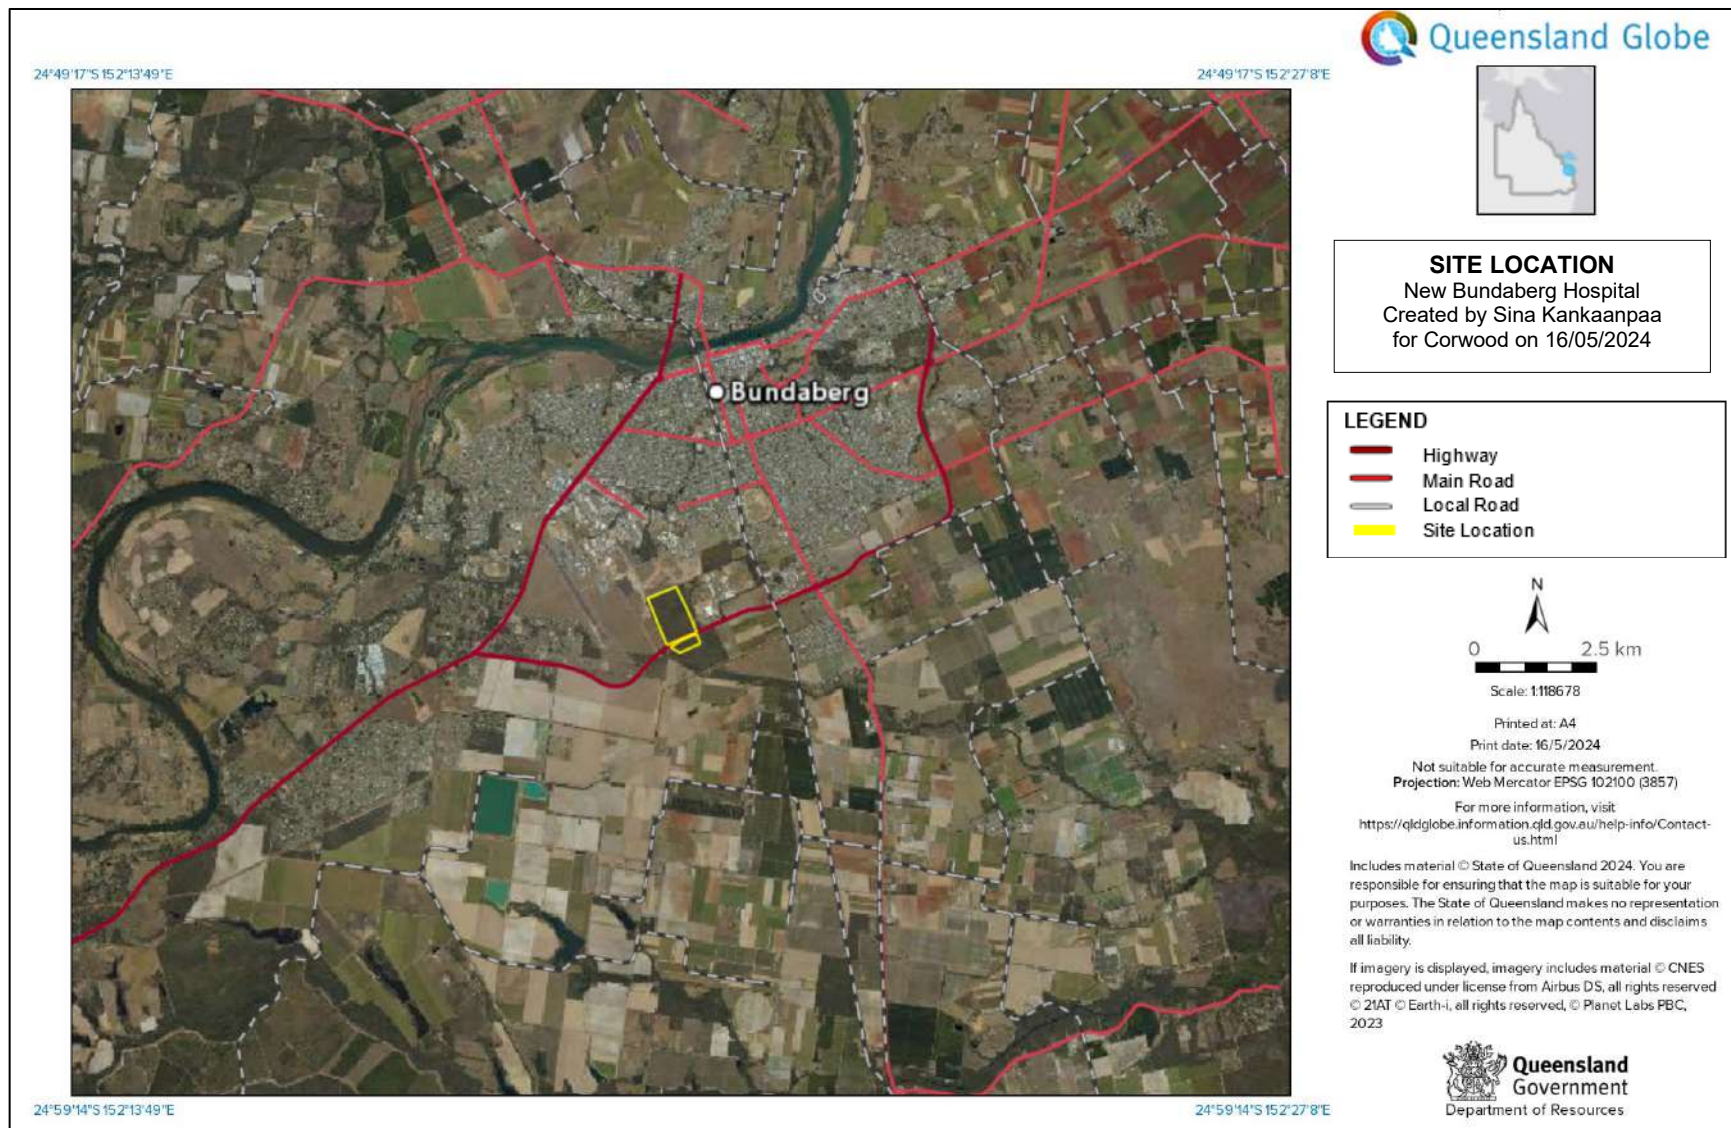 Queensland Globe
24°49'17"S 152°13'49"E
24°49'17"S 152°27'8"E
Bundaberg
24°59'14"S 152°13'49"E
24°59'14"S 152°27'8"E
SITE LOCATION
New Bundaberg Hospital
Created by Sina Kankaanpaa
for Corwood on 16/05/2024
LEGEND
Highway
Main Road
Local Road
Site Location
N
0 2.5 km
Scale: 1:118678
Printed at: A4
Print date: 16/5/2024
Not suitable for accurate measurement.
Projection: Web Mercator EPSG 102100 (3857)
For more information, visit
https://qldglobe.information.qld.gov.au/help-info/Contact-
us.html
Includes material © State of Queensland 2024. You are
responsible for ensuring that the map is suitable for your
purposes. The State of Queensland makes no representation
or warranties in relation to the map contents and disclaims
all liability.
If imagery is displayed, imagery includes material © CNES
reproduced under license from Airbus DS, all rights reserved
© 21AT © Earth-i, all rights reserved, © Planet Labs PBC,
2023
Queensland
Government
Department of Resources